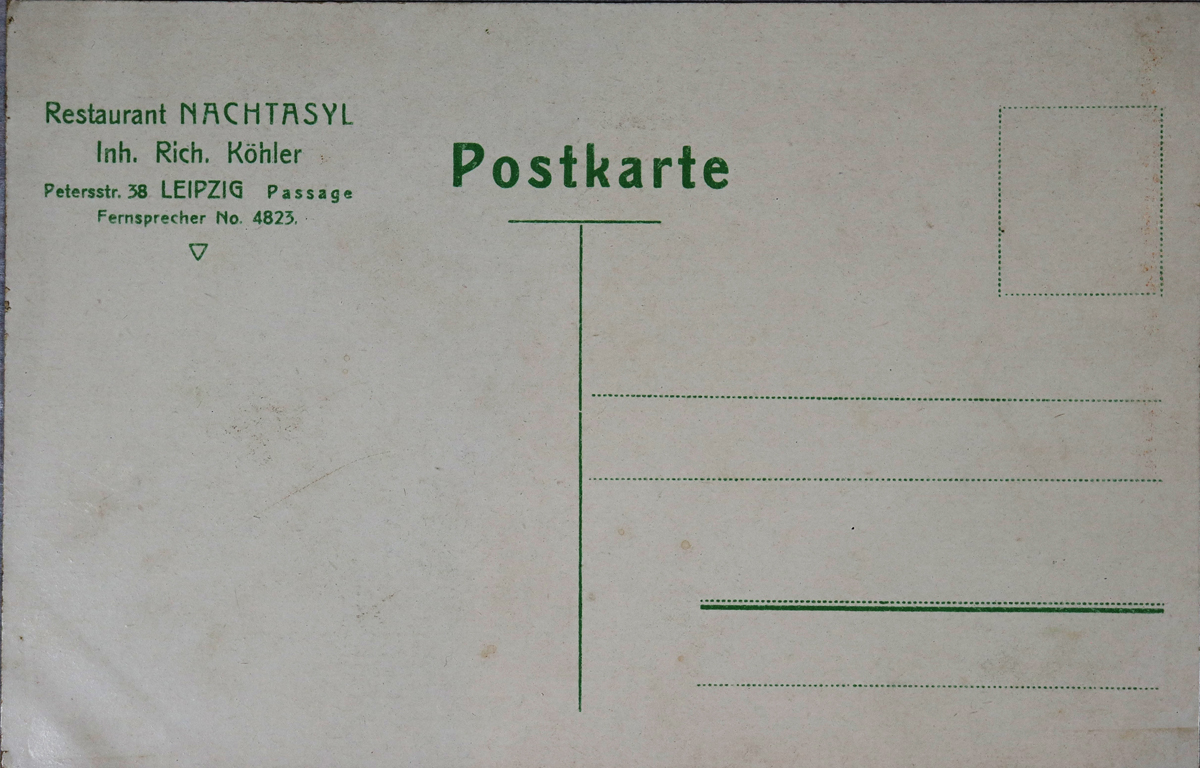 Restaurant NACHTASYL
Inh. Rich. Köhler
Petersstr. 38 LEIPZIG Passage
Fernsprecher No. 4823.
Postkarte